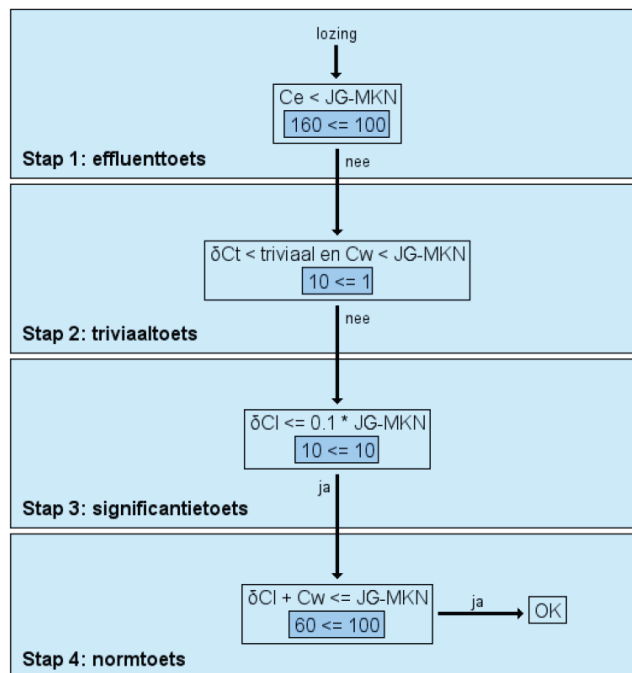 lozing
Ce < JG-MKN
160 <= 100
Stap 1: effluenttoets
nee
δCt < triviaal en Cw < JG-MKN
10 <= 1
Stap 2: triviaaltoets
nee
δCl <= 0.1 * JG-MKN
10 <= 10
Stap 3: significantietoets
ja
δCl + Cw <= JG-MKN
60 <= 100
ja
OK
Stap 4: normtoets